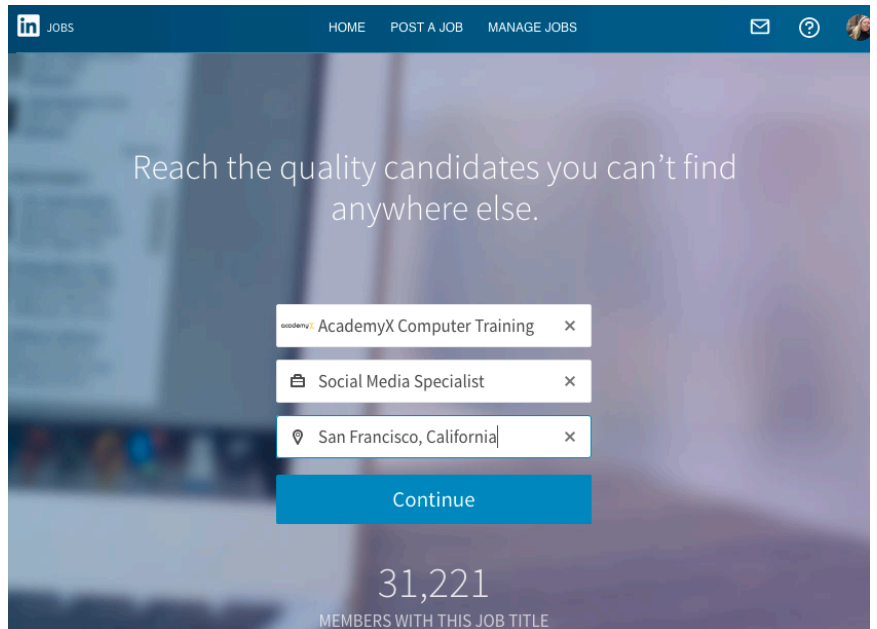 in JOBS HOME POST A JOB MANAGE JOBS
Reach the quality candidates you can’t find
anywhere else.
academyX AcademyX Computer Training ×
Social Media Specialist ×
San Francisco, California ×
Continue
31,221
MEMBERS WITH THIS JOB TITLE